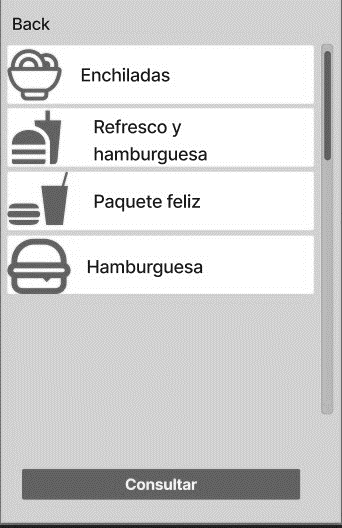 Back
Enchiladas
Refresco y
hamburguesa
Paquete feliz
Hamburguesa
Consultar